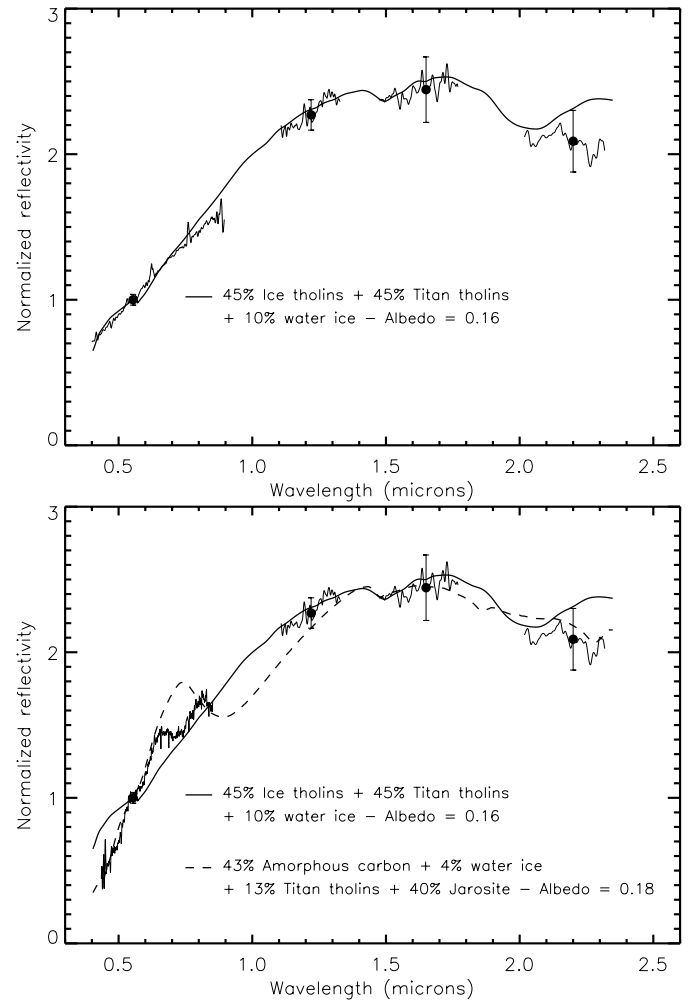 3
2
1
0
Normalized reflectivity
45% Ice tholins + 45% Titan tholins
+ 10% water ice – Albedo = 0.16
0.5 1.0 1.5 2.0 2.5
Wavelength (microns)
3
2
1
0
Normalized reflectivity
45% Ice tholins + 45% Titan tholins
+ 10% water ice – Albedo = 0.16
43% Amorphous carbon + 4% water ice
+ 13% Titan tholins + 40% Jarosite – Albedo = 0.18
0.5 1.0 1.5 2.0 2.5
Wavelength (microns)